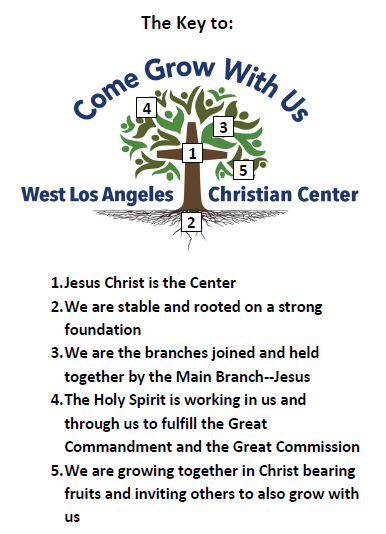 The Key to:
Come Grow With Us
4
3
1
5
West Los Angeles Christian Center
2
1.Jesus Christ is the Center
2.We are stable and rooted on a strong
foundation
3.We are the branches joined and held
together by the Main Branch--Jesus
4.The Holy Spirit is working in us and
through us to fulfill the Great
Commandment and the Great Commission
5.We are growing together in Christ bearing
fruits and inviting others to also grow with
us